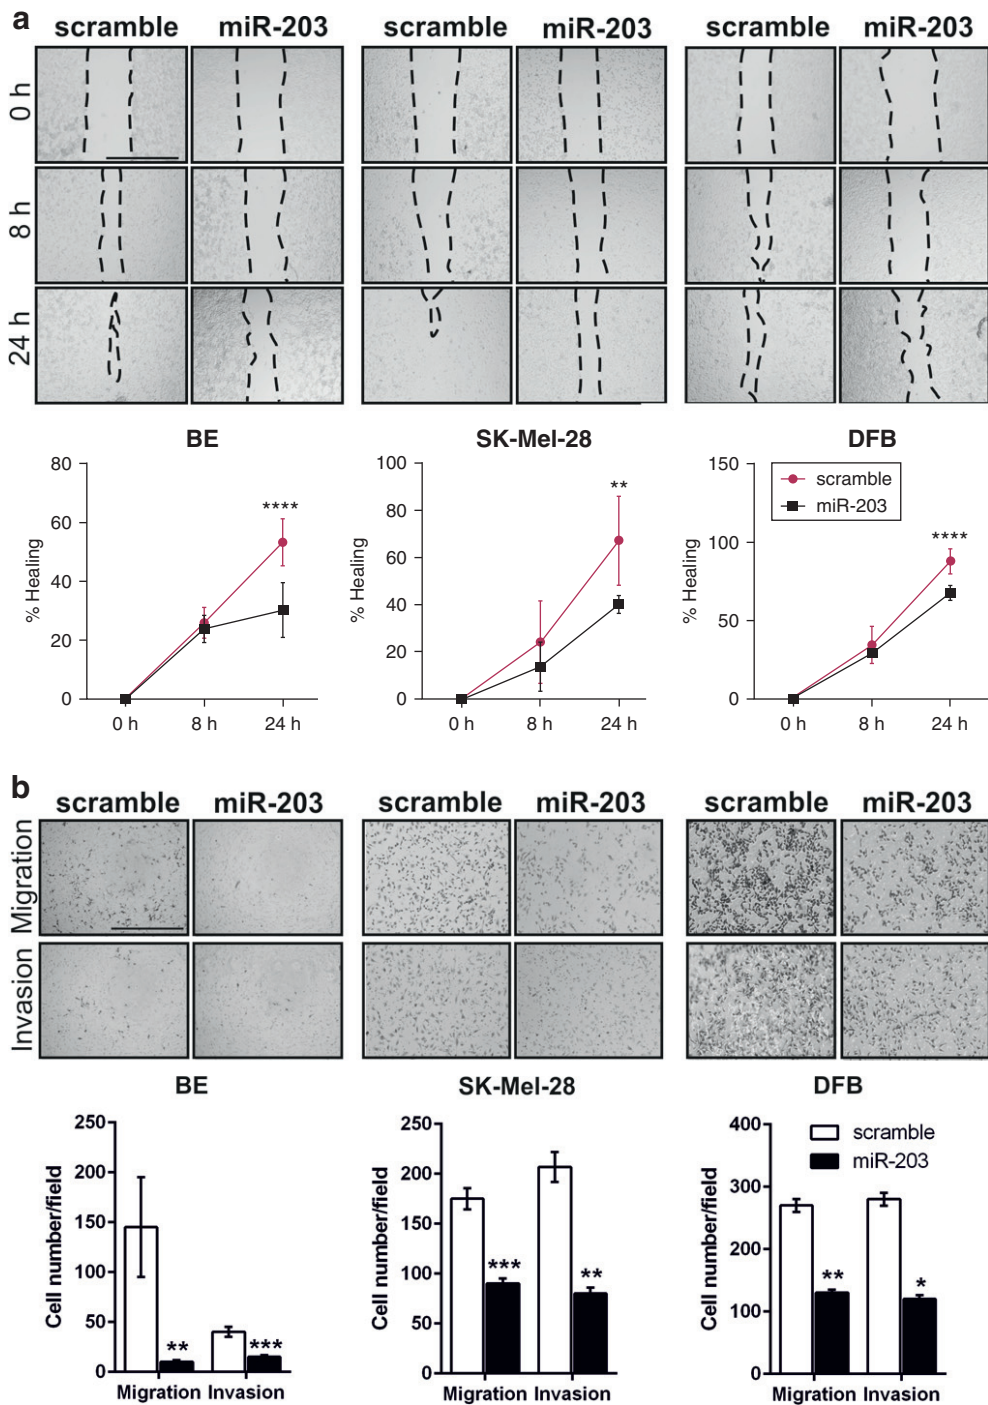 a
scramble miR-203 scramble miR-203 scramble miR-203
0 h
8 h
24 h
BE SK-Mel-28 DFB
80
60
40
20
0
% Healing
****
0 h 8 h 24 h
100
80
60
40
20
0
% Healing
**
0 h 8 h 24 h
150
100
50
0
% Healing
scramble
miR-203
****
0 h 8 h 24 h
b
scramble miR-203 scramble miR-203 scramble miR-203
Migration
Invasion
BE SK-Mel-28 DFB
250
200
150
100
50
0
Cell number/field
** ***
Migration Invasion
250
200
150
100
50
0
Cell number/field
*** **
Migration Invasion
400
300
200
100
0
Cell number/field
scramble
miR-203
** *
Migration Invasion